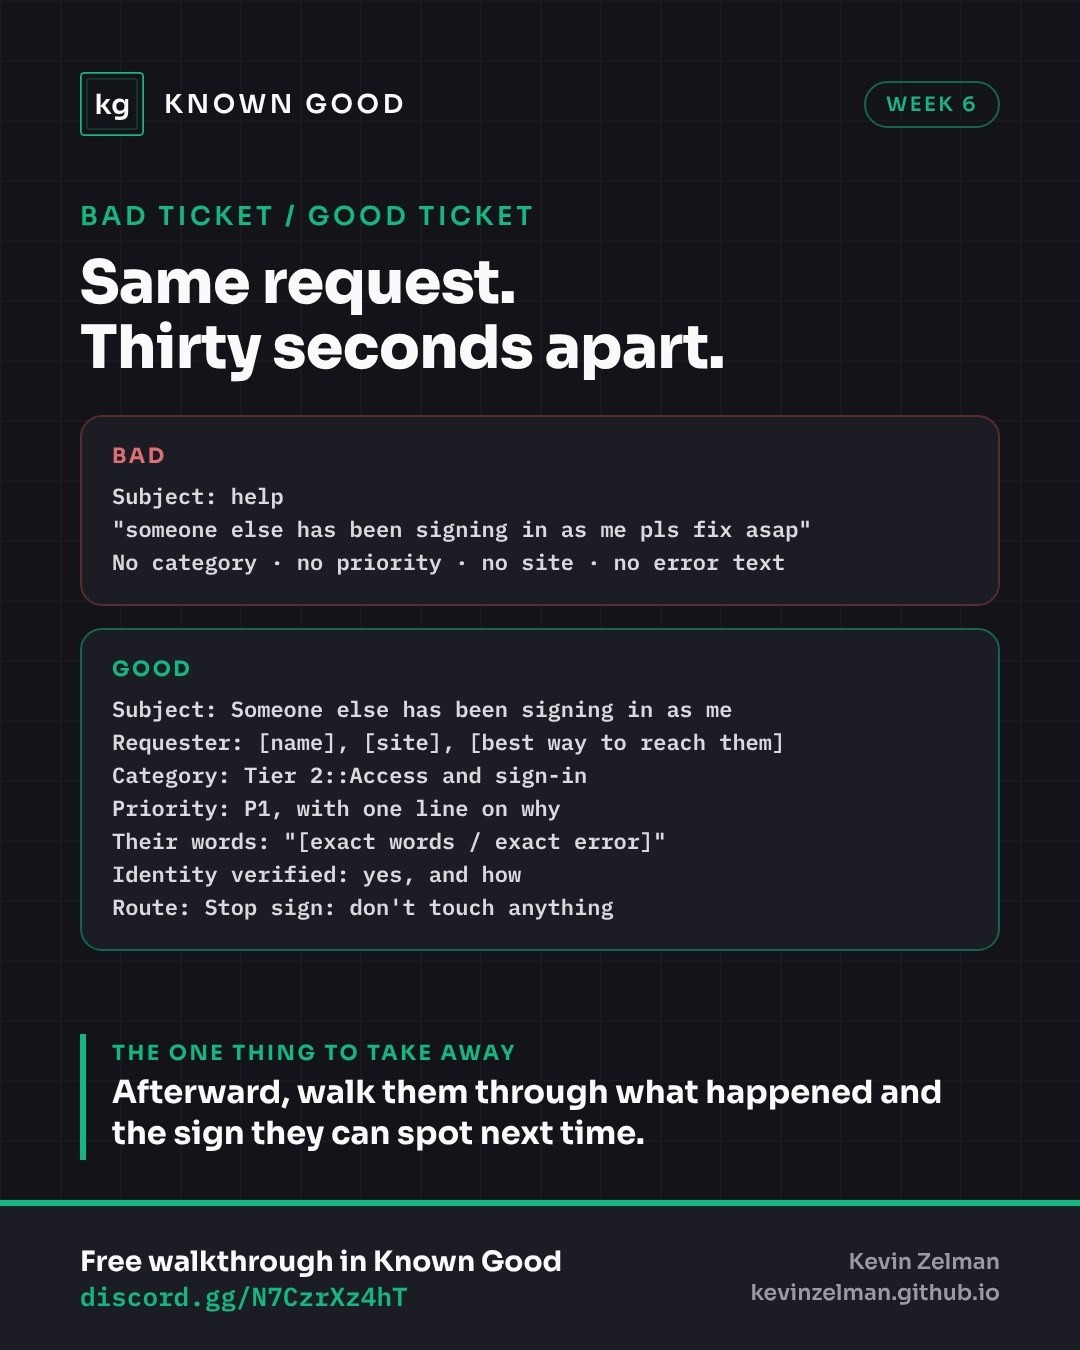 kg
KNOWN GOOD
WEEK 6
BAD TICKET / GOOD TICKET
Same request.
Thirty seconds apart.
BAD
Subject: help
"someone else has been signing in as me pls fix asap"
No category · no priority · no site · no error text
GOOD
Subject: Someone else has been signing in as me
Requester: [name], [site], [best way to reach them]
Category: Tier 2::Access and sign-in
Priority: P1, with one line on why
Their words: "[exact words / exact error]"
Identity verified: yes, and how
Route: Stop sign: don't touch anything
THE ONE THING TO TAKE AWAY
Afterward, walk them through what happened and
the sign they can spot next time.
Free walkthrough in Known Good
discord.gg/N7CzrXz4hT
Kevin Zelman
kevinzelman.github.io